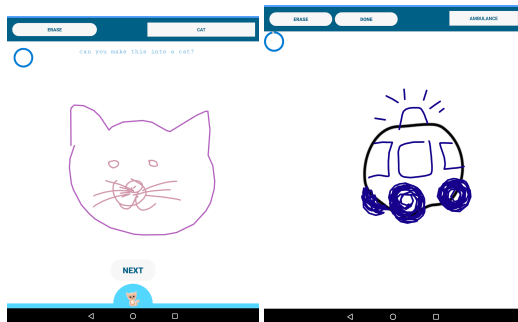 ERASE
CAT
can you make this into a cat?
NEXT
ERASE
DONE
AMBULANCE